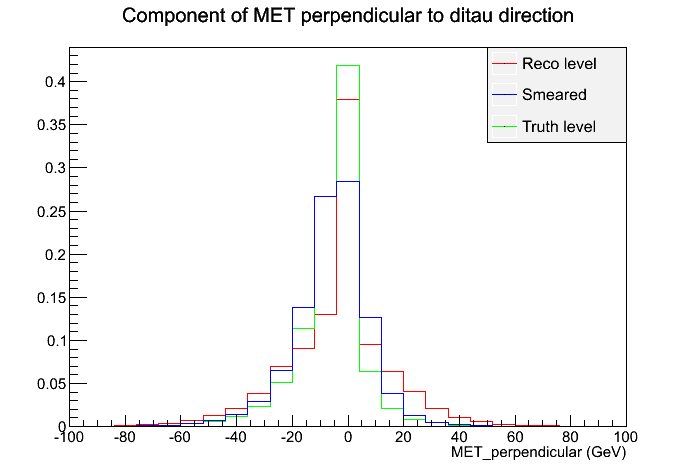 Component of MET perpendicular to ditau direction
Reco level
Smeared
Truth level
0.4
0.35
0.3
0.25
0.2
0.15
0.1
0.05
0
-100 -80 -60 -40 -20 0 20 40 60 80 100
MET_perpendicular (GeV)